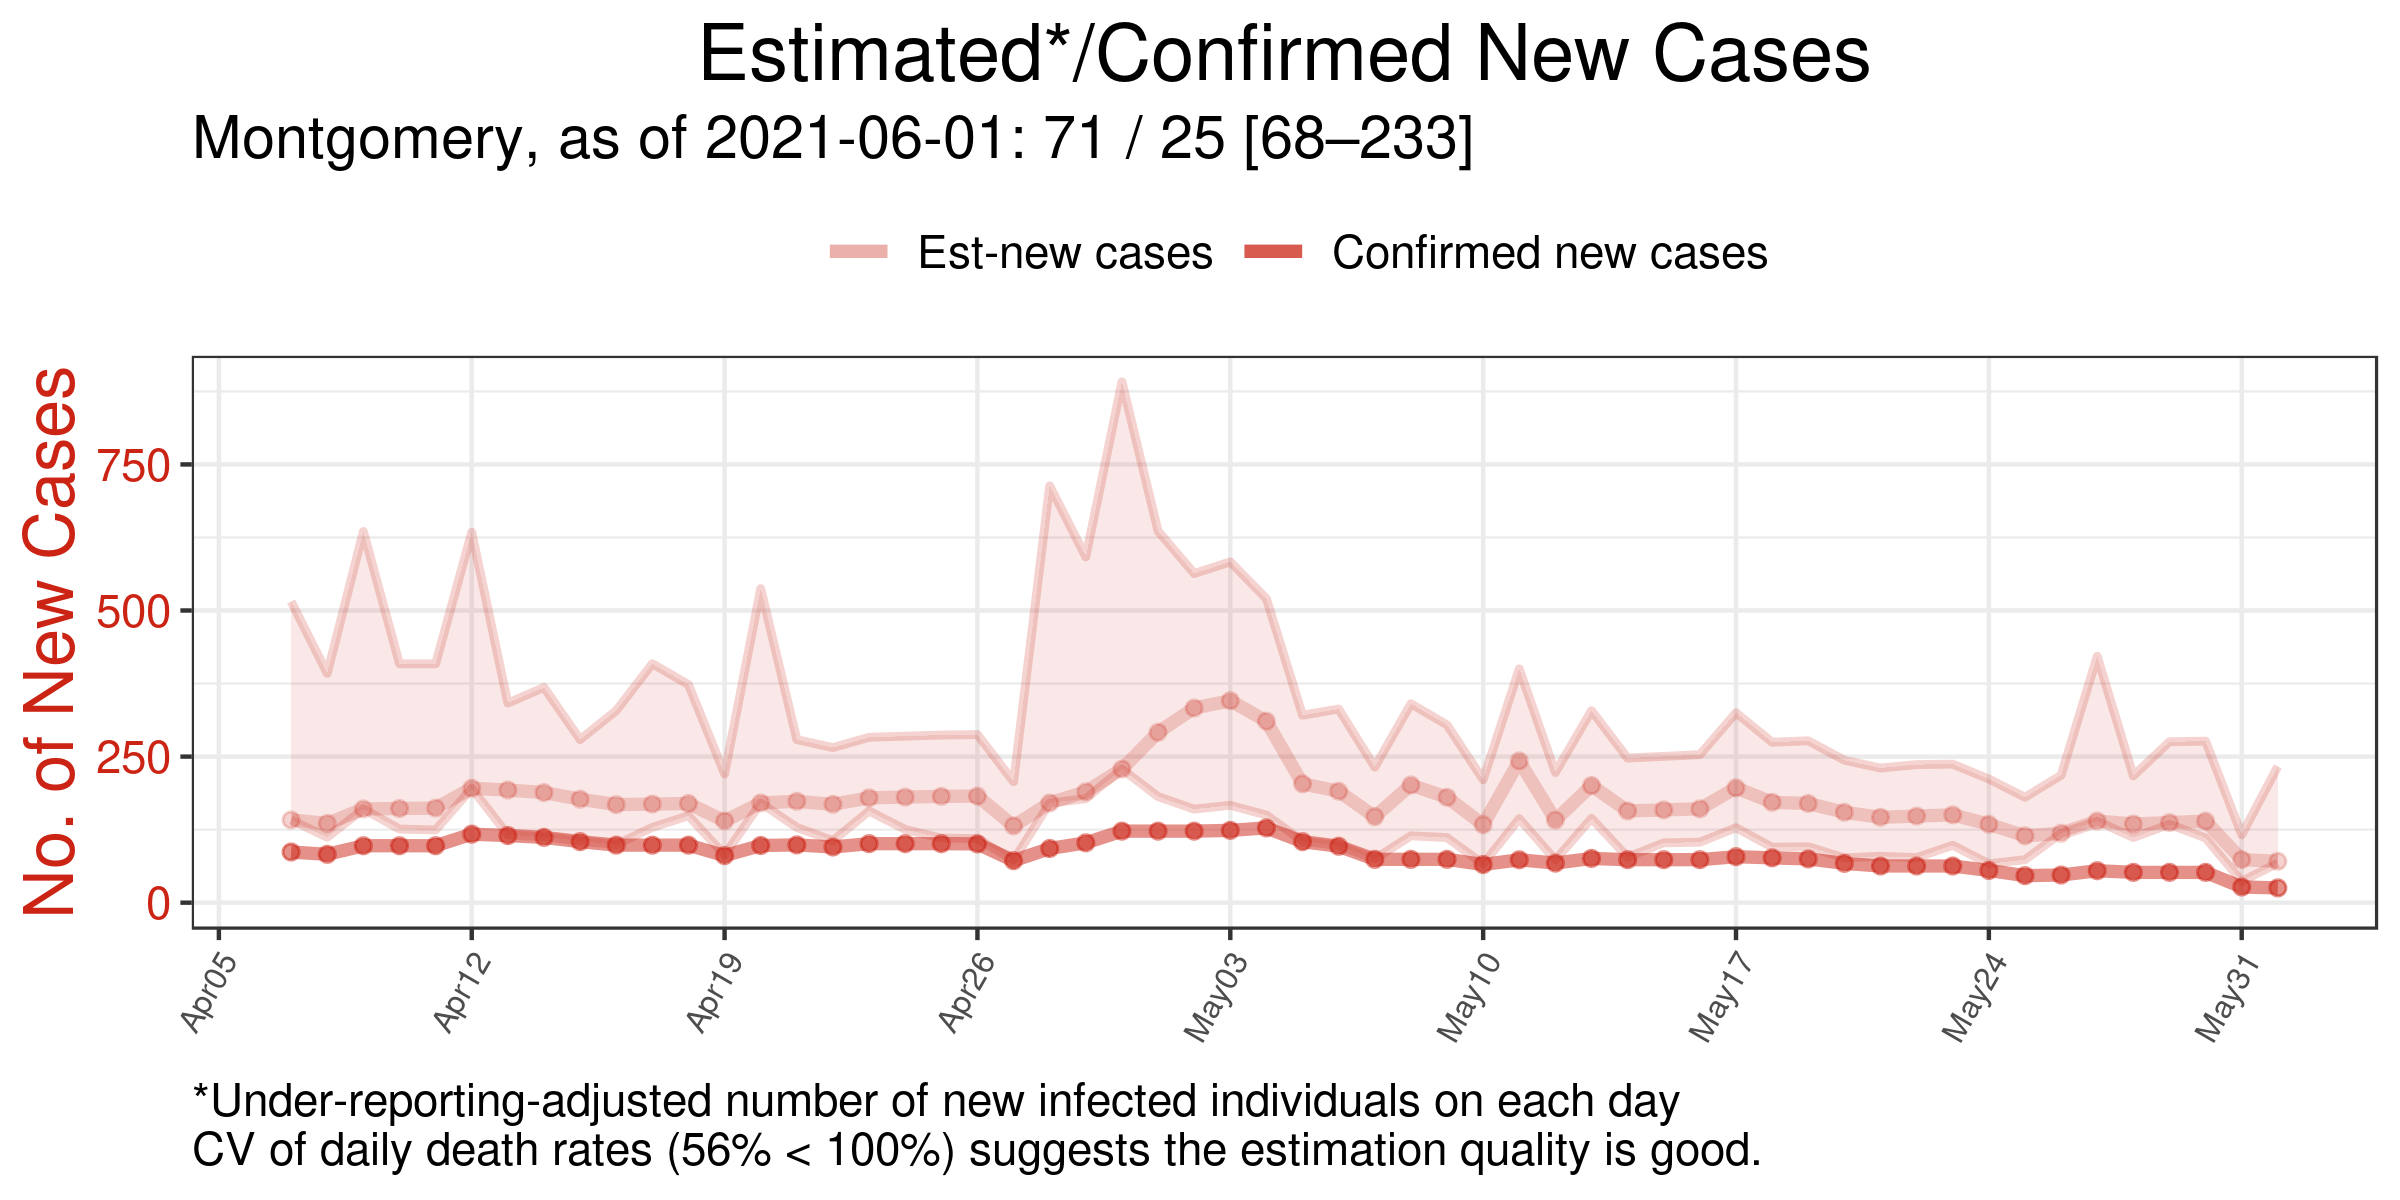 Estimated*/Confirmed New Cases
Montgomery, as of 2021-06-01: 71 / 25 [68–233]
Est-new cases
Confirmed new cases
No. of New Cases
750
500
250
0
Apr05
Apr12
Apr19
Apr26
May03
May10
May17
May24
May31
*Under-reporting-adjusted number of new infected individuals on each day
CV of daily death rates (56% < 100%) suggests the estimation quality is good.